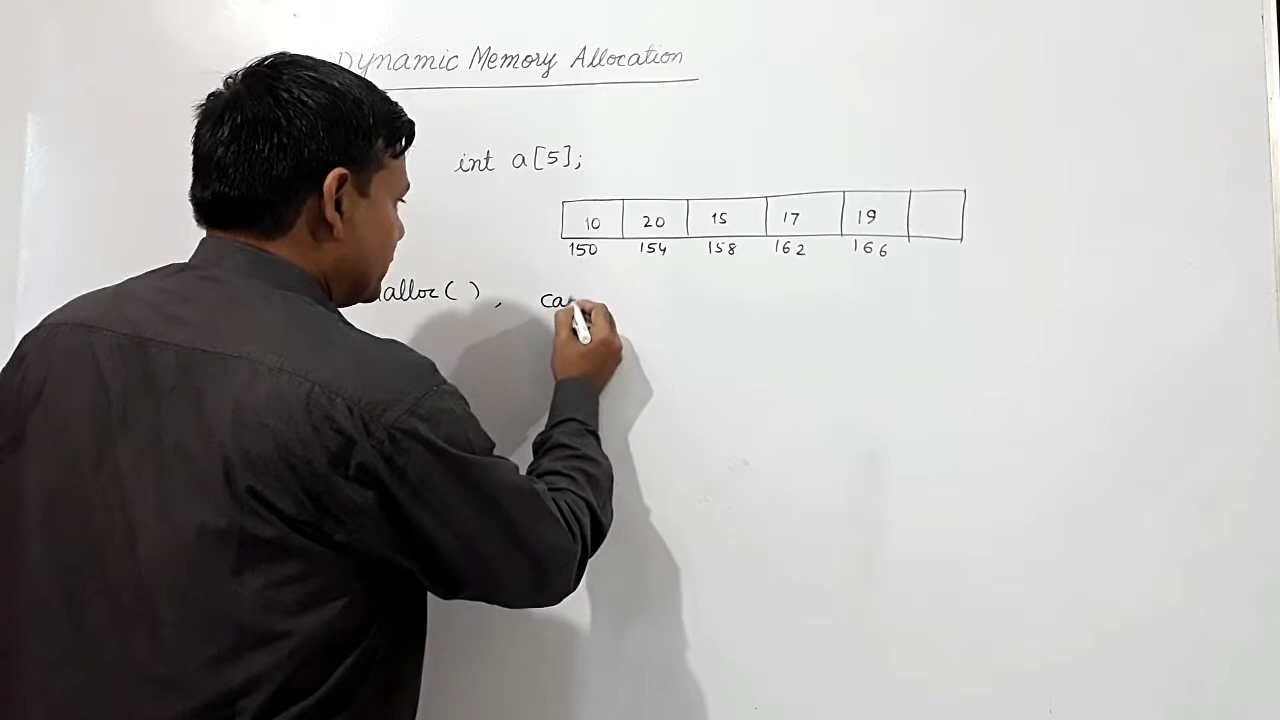 Dynamic Memory Allocation
int a[5];
10 20 15 17 19
150 154 158 162 166
alloc( ), ca